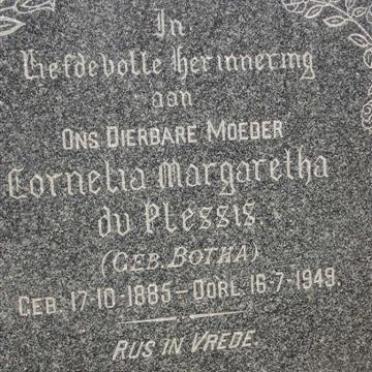 In
Liefdevolle herinnering
aan
ONS DIERBARE MOEDER
Cornelia Margaretha
du Plessis.
(GEB. BOTHA)
GEB. 17-10-1885 – OORL. 16-7-1949.
RUS IN VREDE.